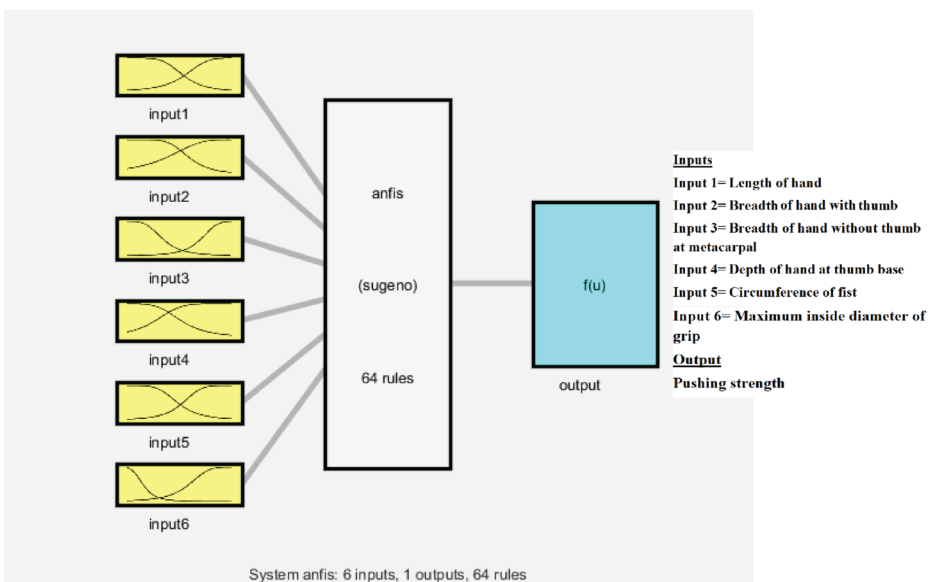 input1
input2
input3
input4
input5
input6
anfis
(sugeno)
64 rules
f(u)
output
Inputs
Input 1= Length of hand
Input 2= Breadth of hand with thumb
Input 3= Breadth of hand without thumb
at metacarpal
Input 4= Depth of hand at thumb base
Input 5= Circumference of fist
Input 6= Maximum inside diameter of
grip
Output
Pushing strength
System anfis: 6 inputs, 1 outputs, 64 rules